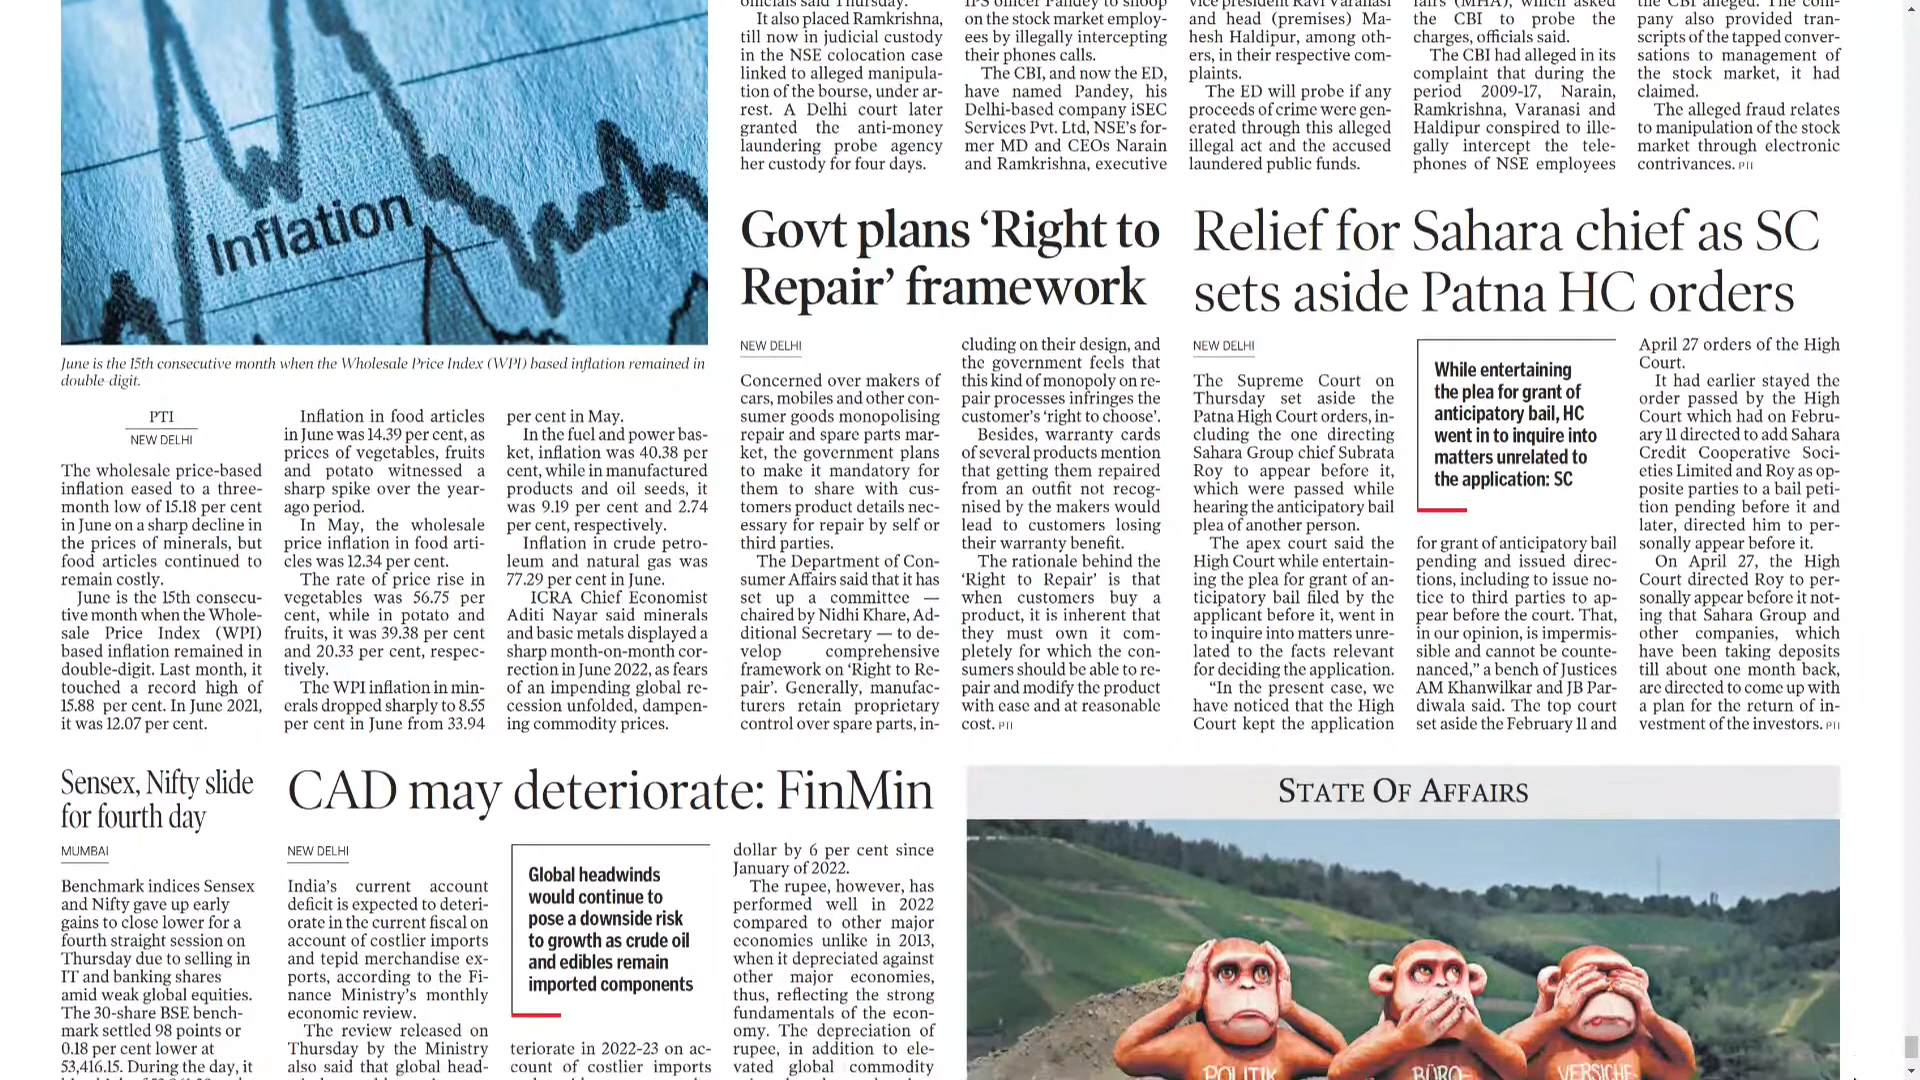 It also placed Ramkrishna,
till now in judicial custody
in the NSE colocation case
linked to alleged manipula-
tion of the bourse, under ar-
rest. A Delhi court later
granted the anti-money
laundering probe agency
her custody for four days.
on the stock market employ-
ees by illegally intercepting
their phones calls.
The CBI, and now the ED,
have named Pandey, his
Delhi-based company iSEC
Services Pvt. Ltd, NSE's for-
mer MD and CEOs Narain
and Ramkrishna, executive
vice president Ravi Varanasi
and head (premises) Ma-
hesh Haldipur, among oth-
ers, in their respective com-
plaints.
The ED will probe if any
proceeds of crime were gen-
erated through this alleged
illegal act and the accused
laundered public funds.
fairs (MHA), which asked
the CBI to probe the
charges, officials said.
The CBI had alleged in its
complaint that during the
period 2009-17, Narain,
Ramkrishna, Varanasi and
Haldipur conspired to ille-
gally intercept the tele-
phones of NSE employees
the CBI alleged. The com-
pany also provided tran-
scripts of the tapped conver-
sations to management of
the stock market, it had
claimed.
The alleged fraud relates
to manipulation of the stock
market through electronic
contrivances. PTI
Inflation
June is the 15th consecutive month when the Wholesale Price Index (WPI) based inflation remained in
double-digit.
PTI
NEW DELHI
The wholesale price-based
inflation eased to a three-
month low of 15.18 per cent
in June on a sharp decline in
the prices of minerals, but
food articles continued to
remain costly.
June is the 15th consecu-
tive month when the Whole-
sale Price Index (WPI)
based inflation remained in
double-digit. Last month, it
touched a record high of
15.88 per cent. In June 2021,
it was 12.07 per cent.
Inflation in food articles
in June was 14.39 per cent, as
prices of vegetables, fruits
and potato witnessed a
sharp spike over the year-
ago period.
In May, the wholesale
price inflation in food arti-
cles was 12.34 per cent.
The rate of price rise in
vegetables was 56.75 per
cent, while in potato and
fruits, it was 39.38 per cent
and 20.33 per cent, respec-
tively.
The WPI inflation in min-
erals dropped sharply to 8.55
per cent in June from 33.94
per cent in May.
In the fuel and power bas-
ket, inflation was 40.38 per
cent, while in manufactured
products and oil seeds, it
was 9.19 per cent and 2.74
per cent, respectively.
Inflation in crude petro-
leum and natural gas was
77.29 per cent in June.
ICRA Chief Economist
Aditi Nayar said minerals
and basic metals displayed a
sharp month-on-month cor-
rection in June 2022, as fears
of an impending global re-
cession unfolded, dampen-
ing commodity prices.
Govt plans 'Right to
Repair' framework
NEW DELHI
Concerned over makers of
cars, mobiles and other con-
sumer goods monopolising
repair and spare parts mar-
ket, the government plans
to make it mandatory for
them to share with cus-
tomers product details nec-
essary for repair by self or
third parties.
The Department of Con-
sumer Affairs said that it has
set up a committee —
chaired by Nidhi Khare, Ad-
ditional Secretary — to de-
velop comprehensive
framework on 'Right to Re-
pair'. Generally, manufac-
turers retain proprietary
control over spare parts, in-
cluding on their design, and
the government feels that
this kind of monopoly on re-
pair processes infringes the
customer's 'right to choose'.
Besides, warranty cards
of several products mention
that getting them repaired
from an outfit not recog-
nised by the makers would
lead to customers losing
their warranty benefit.
The rationale behind the
'Right to Repair' is that
when customers buy a
product, it is inherent that
they must own it com-
pletely for which the con-
sumers should be able to re-
pair and modify the product
with ease and at reasonable
cost. PTI
Relief for Sahara chief as SC
sets aside Patna HC orders
NEW DELHI
The Supreme Court on
Thursday set aside the
Patna High Court orders, in-
cluding the one directing
Sahara Group chief Subrata
Roy to appear before it,
which were passed while
hearing the anticipatory bail
plea of another person.
The apex court said the
High Court while entertain-
ing the plea for grant of an-
ticipatory bail filed by the
applicant before it, went in
to inquire into matters unre-
lated to the facts relevant
for deciding the application.
"In the present case, we
have noticed that the High
Court kept the application
While entertaining
the plea for grant of
anticipatory bail, HC
went in to inquire into
matters unrelated to
the application: SC
for grant of anticipatory bail
pending and issued direc-
tions, including to issue no-
tice to third parties to ap-
pear before the court. That,
in our opinion, is impermis-
sible and cannot be counte-
nanced," a bench of Justices
AM Khanwilkar and JB Par-
diwala said. The top court
set aside the February 11 and
April 27 orders of the High
Court.
It had earlier stayed the
order passed by the High
Court which had on Febru-
ary 11 directed to add Sahara
Credit Cooperative Soci-
eties Limited and Roy as op-
posite parties to a bail peti-
tion pending before it and
later, directed him to per-
sonally appear before it.
On April 27, the High
Court directed Roy to per-
sonally appear before it not-
ing that Sahara Group and
other companies, which
have been taking deposits
till about one month back,
are directed to come up with
a plan for the return of in-
vestment of the investors. PTI
Sensex, Nifty slide
for fourth day
MUMBAI
Benchmark indices Sensex
and Nifty gave up early
gains to close lower for a
fourth straight session on
Thursday due to selling in
IT and banking shares
amid weak global equities.
The 30-share BSE bench-
mark settled 98 points or
0.18 per cent lower at
53,416.15. During the day, it
CAD may deteriorate: FinMin
NEW DELHI
India's current account
deficit is expected to deteri-
orate in the current fiscal on
account of costlier imports
and tepid merchandise ex-
ports, according to the Fi-
nance Ministry's monthly
economic review.
The review released on
Thursday by the Ministry
also said that global head-
Global headwinds
would continue to
pose a downside risk
to growth as crude oil
and edibles remain
imported components
teriorate in 2022-23 on ac-
count of costlier imports
dollar by 6 per cent since
January of 2022.
The rupee, however, has
performed well in 2022
compared to other major
economies unlike in 2013,
when it depreciated against
other major economies,
thus, reflecting the strong
fundamentals of the econ-
omy. The depreciation of
rupee, in addition to ele-
vated global commodity
STATE OF AFFAIRS
POLITIK
BÜRO-
VERSICHE-